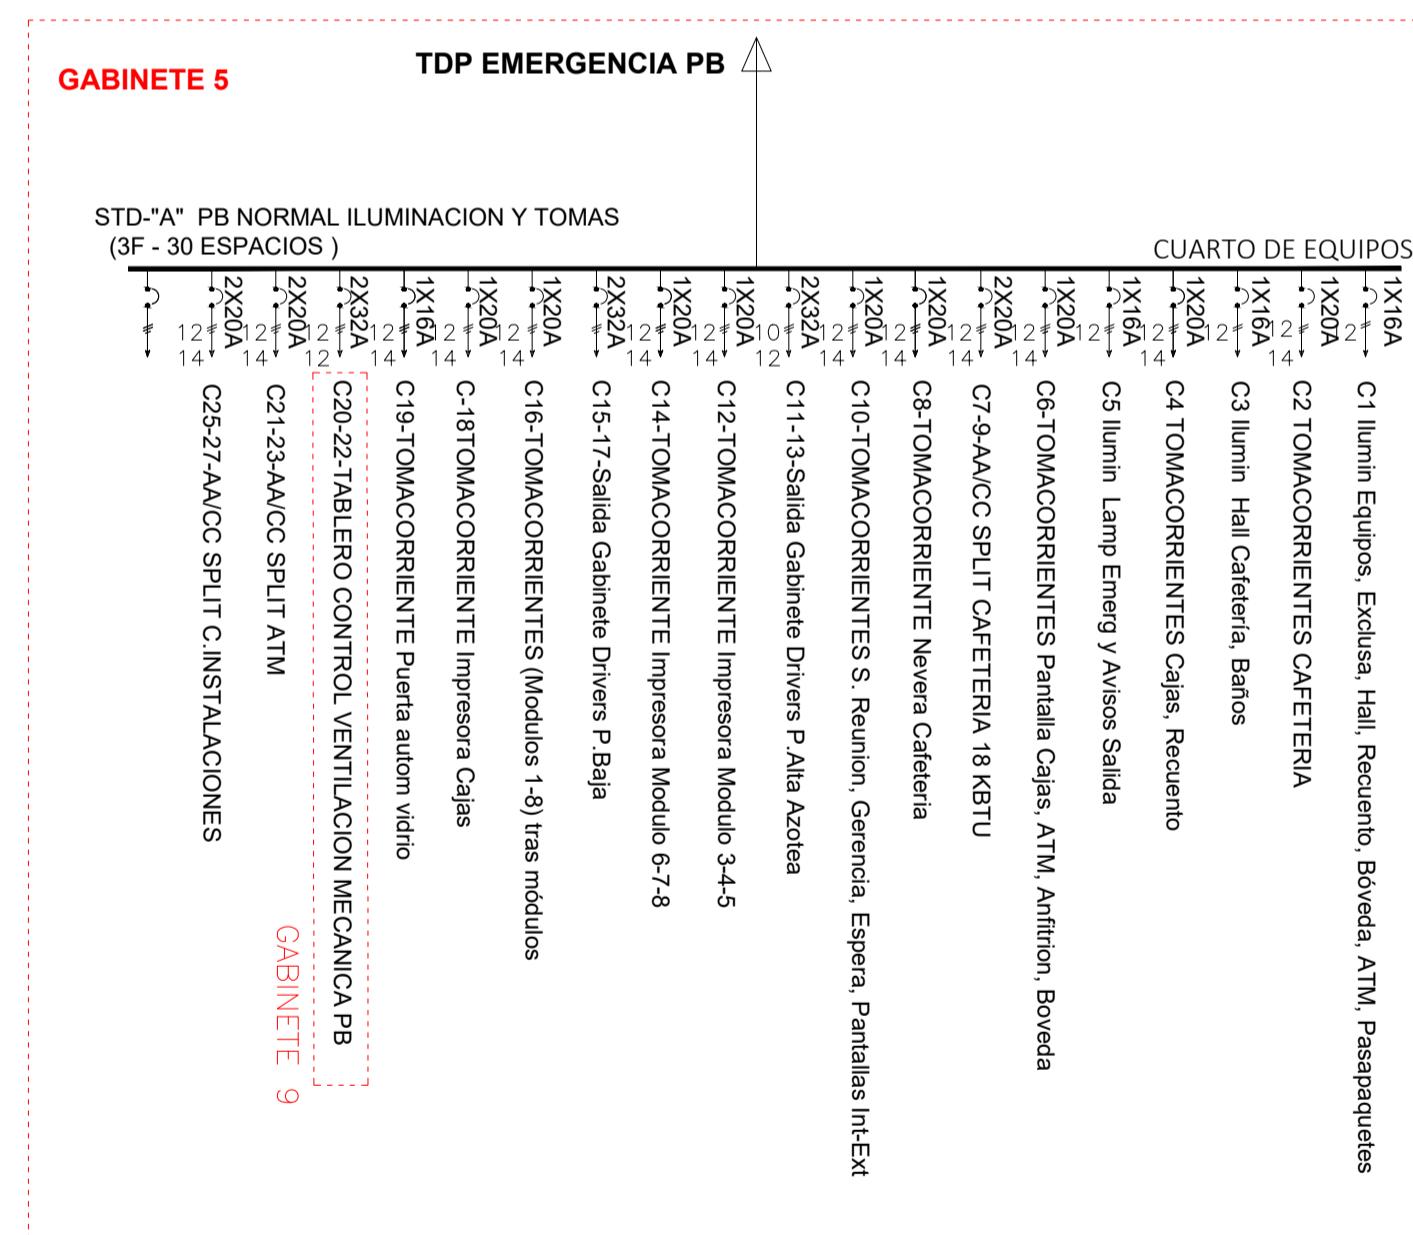 GABINETE 5
TDP EMERGENCIA PB
STD-"A" PB NORMAL ILUMINACION Y TOMAS
(3F - 30 ESPACIOS )
CUARTO DE EQUIPOS
2X20A
12
14
C25-27-AA/CC SPLIT C.INSTALACIONES
2X20A
12
14
C21-23-AA/CC SPLIT ATM
2X32A
12
12
C20-22-TABLERO CONTROL VENTILACION MECANICA PB
GABINETE 9
1X16A
12
14
C19-TOMACORRIENTE Puerta autom vidrio
1X20A
12
14
C-18TOMACORRIENTE Impresora Cajas
1X20A
12
14
C16-TOMACORRIENTES (Modulos 1-8) tras módulos
2X32A
C15-17-Salida Gabinete Drivers P.Baja
1X20A
12
14
C14-TOMACORRIENTE Impresora Modulo 6-7-8
1X20A
12
14
C12-TOMACORRIENTE Impresora Modulo 3-4-5
2X32A
10
12
C11-13-Salida Gabinete Drivers P.Alta Azotea
1X20A
12
14
C10-TOMACORRIENTES S. Reunion, Gerencia, Espera, Pantallas Int-Ext
1X20A
12
14
C8-TOMACORRIENTE Nevera Cafeteria
2X20A
12
14
C7-9-AA/CC SPLIT CAFETERIA 18 KBTU
1X20A
12
14
C6-TOMACORRIENTES Pantalla Cajas, ATM, Anfitrion, Boveda
1X16A
12
C5 Ilumin Lamp Emerg y Avisos Salida
1X20A
12
14
C4 TOMACORRIENTES Cajas, Recuento
1X16A
12
C3 Ilumin Hall Cafetería, Baños
1X20A
12
14
C2 TOMACORRIENTES CAFETERIA
1X16A
12
C1 Ilumin Equipos, Exclusa, Hall, Recuento, Bóveda, ATM, Pasapaquetes